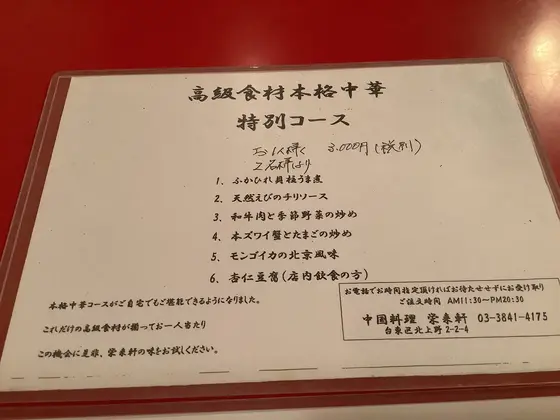 高級食材本格中華
特別コース
お1人様 3,000円(税別)
2名様より
1. ふかひれ貝柱うま煮
2. 天然えびのチリソース
3. 和牛肉と季節野菜の炒め
4. 本ズワイ蟹とたまごの炒め
5. モンゴイカの北京風味
6. 杏仁豆腐(店内飲食の方)
本格中華コースがご自宅でもご堪能できるようになりました。
これだけの高級食材が揃ってお一人当たり
この機会に是非、栄来軒の味をお試しください。
お電話でお時間指定頂ければお待たせせずにお受け取り
ご注文時間 AM11:30~PM20:30
中国料理 栄来軒 03-3841-4175
台東区北上野2-2-4